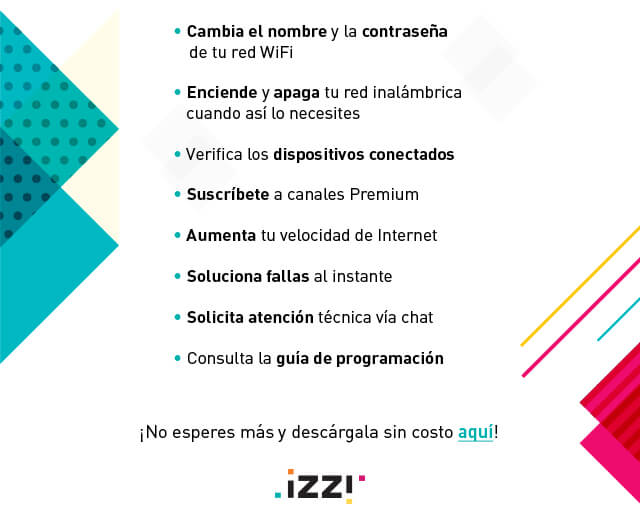 • Cambia el nombre y la contraseña
de tu red WiFi
• Enciende y apaga tu red inalámbrica
cuando así lo necesites
• Verifica los dispositivos conectados
• Suscríbete a canales Premium
• Aumenta tu velocidad de Internet
• Soluciona fallas al instante
• Solicita atención técnica vía chat
• Consulta la guía de programación
¡No esperes más y descárgala sin costo aquí!
izzi